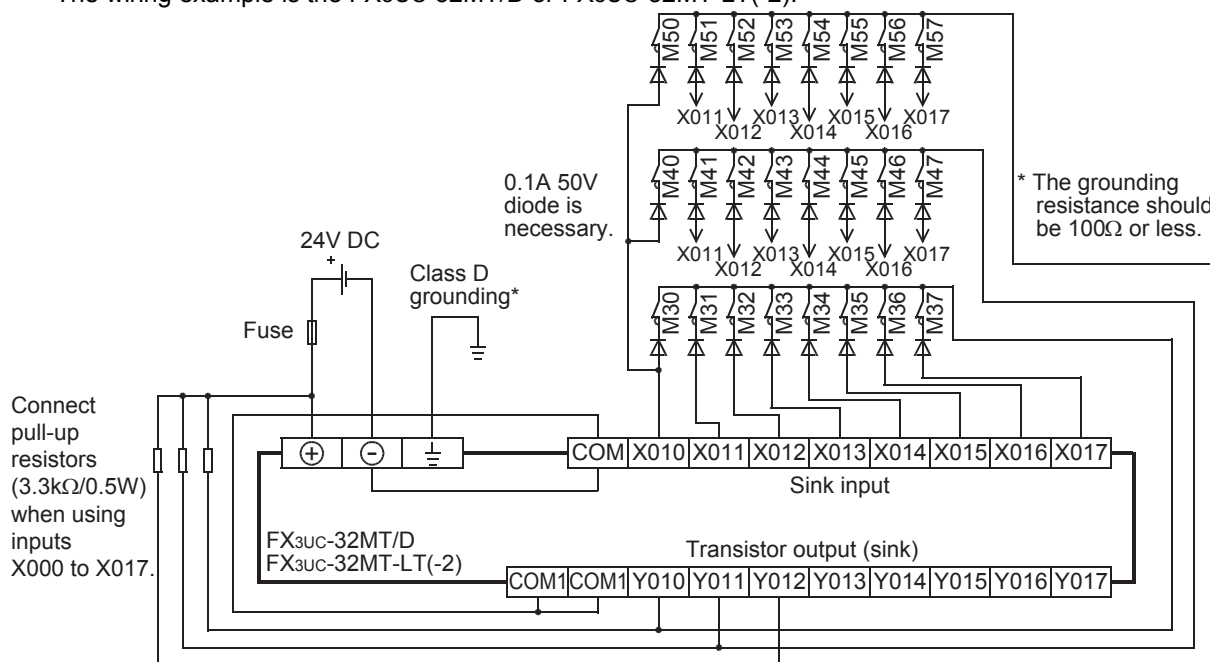 The wiring example is the FX3UC-32MT/D or FX3UC-32MT-LT(-2).
M50 M51 M52 M53 M54 M55 M56 M57
X011 X013 X015 X017
X012 X014 X016
M40 M41 M42 M43 M44 M45 M46 M47
0.1A 50V
diode is
necessary.
* The grounding
resistance should
be 100Ω or less.
X011 X013 X015 X017
X012 X014 X016
24V DC
+
Class D
grounding*
Fuse
M30 M31 M32 M33 M34 M35 M36 M37
Connect
pull-up
resistors
(3.3kΩ/0.5W)
when using
inputs
X000 to X017.
+ -
COM X010 X011 X012 X013 X014 X015 X016 X017
Sink input
FX3UC-32MT/D
FX3UC-32MT-LT(-2)
Transistor output (sink)
COM1 COM1 Y010 Y011 Y012 Y013 Y014 Y015 Y016 Y017